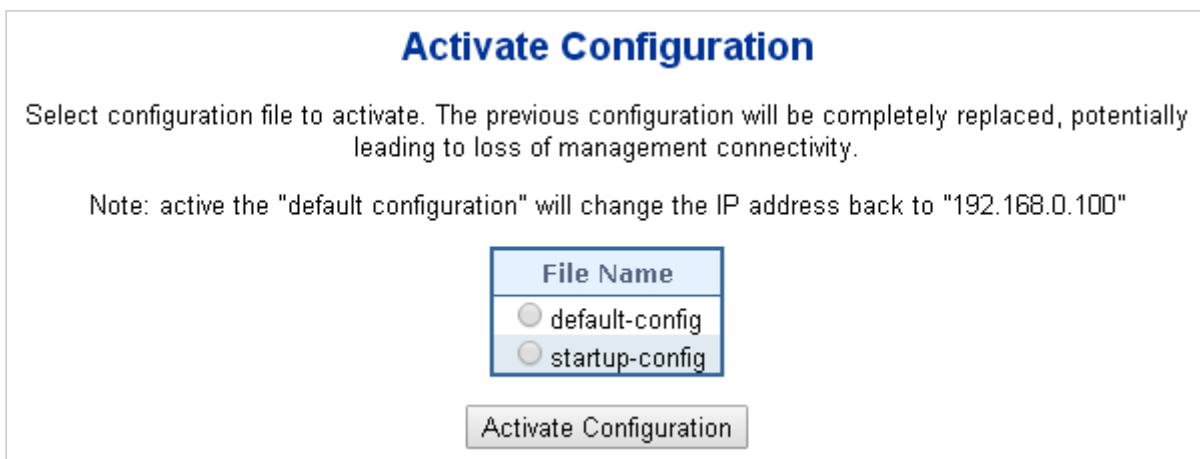 Activate Configuration
Select configuration file to activate. The previous configuration will be completely replaced, potentially
leading to loss of management connectivity.
Note: active the "default configuration" will change the IP address back to "192.168.0.100"
File Name
default-config
startup-config
Activate Configuration